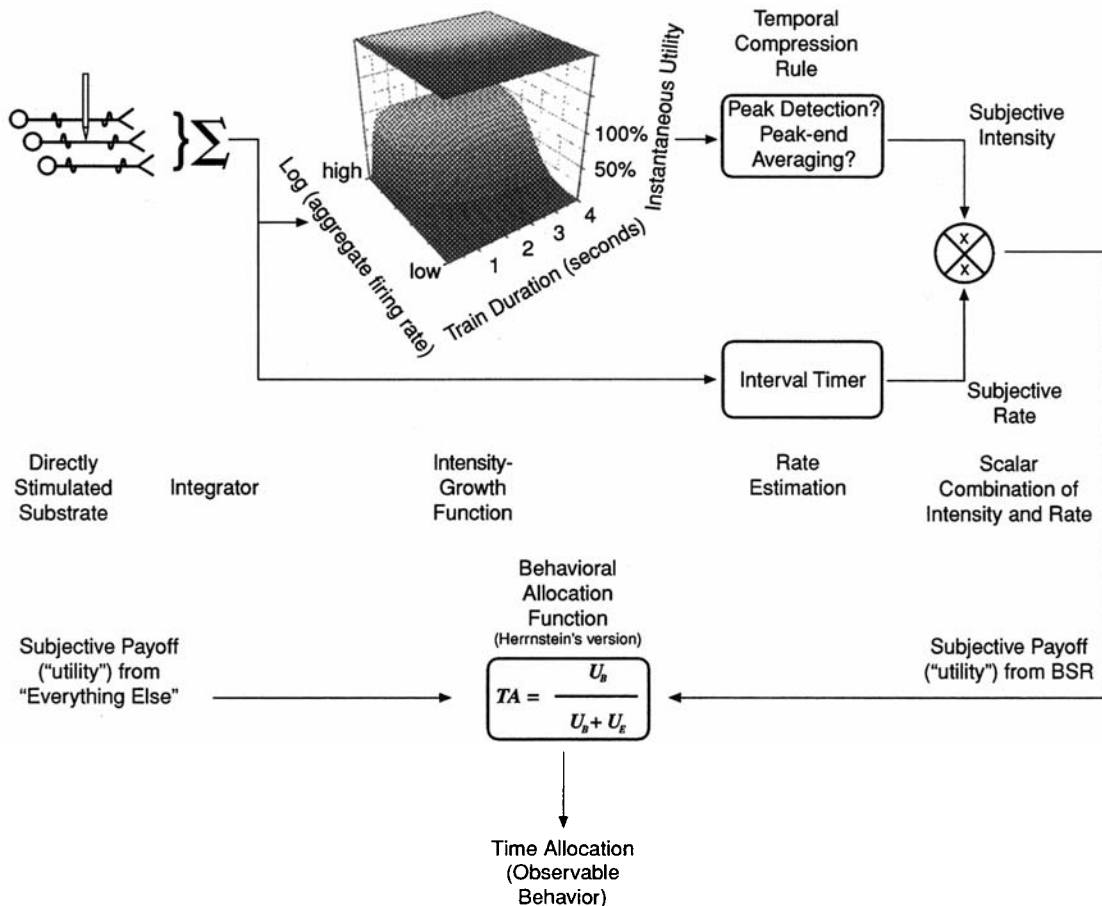 Temporal
Compression
Rule
Instantaneous Utility
100%
50%
Peak Detection?
Peak-end
Averaging?
Subjective
Intensity
}Σ
high
low
Log (aggregate firing rate)
1
2
3
4
Train Duration (seconds)
x
x
Interval Timer
Subjective
Rate
Directly
Stimulated
Substrate
Integrator
Intensity-
Growth
Function
Rate
Estimation
Scalar
Combination of
Intensity and Rate
Behavioral
Allocation
Function
(Herrnstein's version)
Subjective Payoff
("utility") from
"Everything Else"
TA = U_B / U_B + U_E
Subjective Payoff
("utility") from BSR
Time Allocation
(Observable
Behavior)